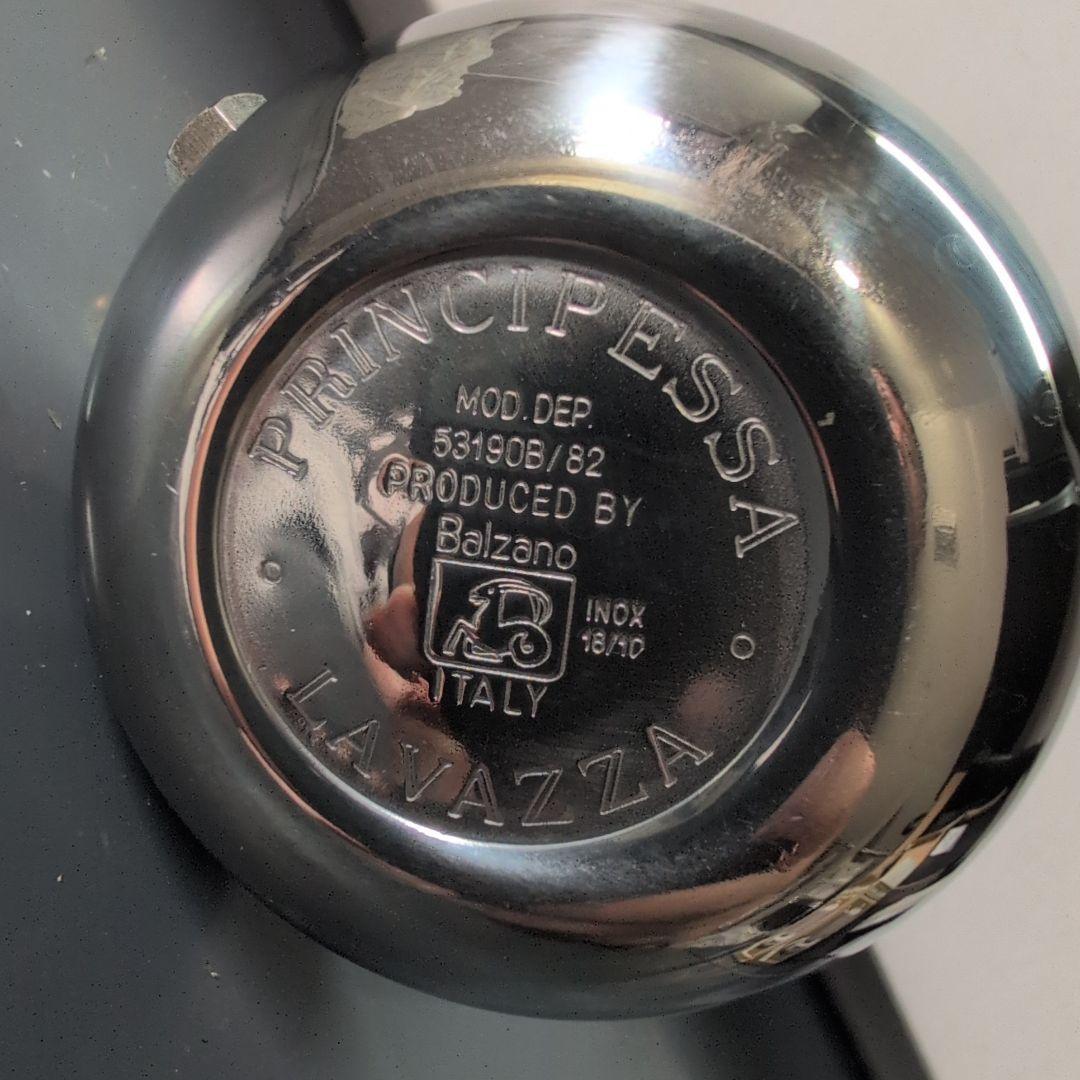 PRINCIPESSA
MOD. DEP.
53190B/82
PRODUCED BY
Balzano
INOX
18/10
ITALY
LAVAZZA